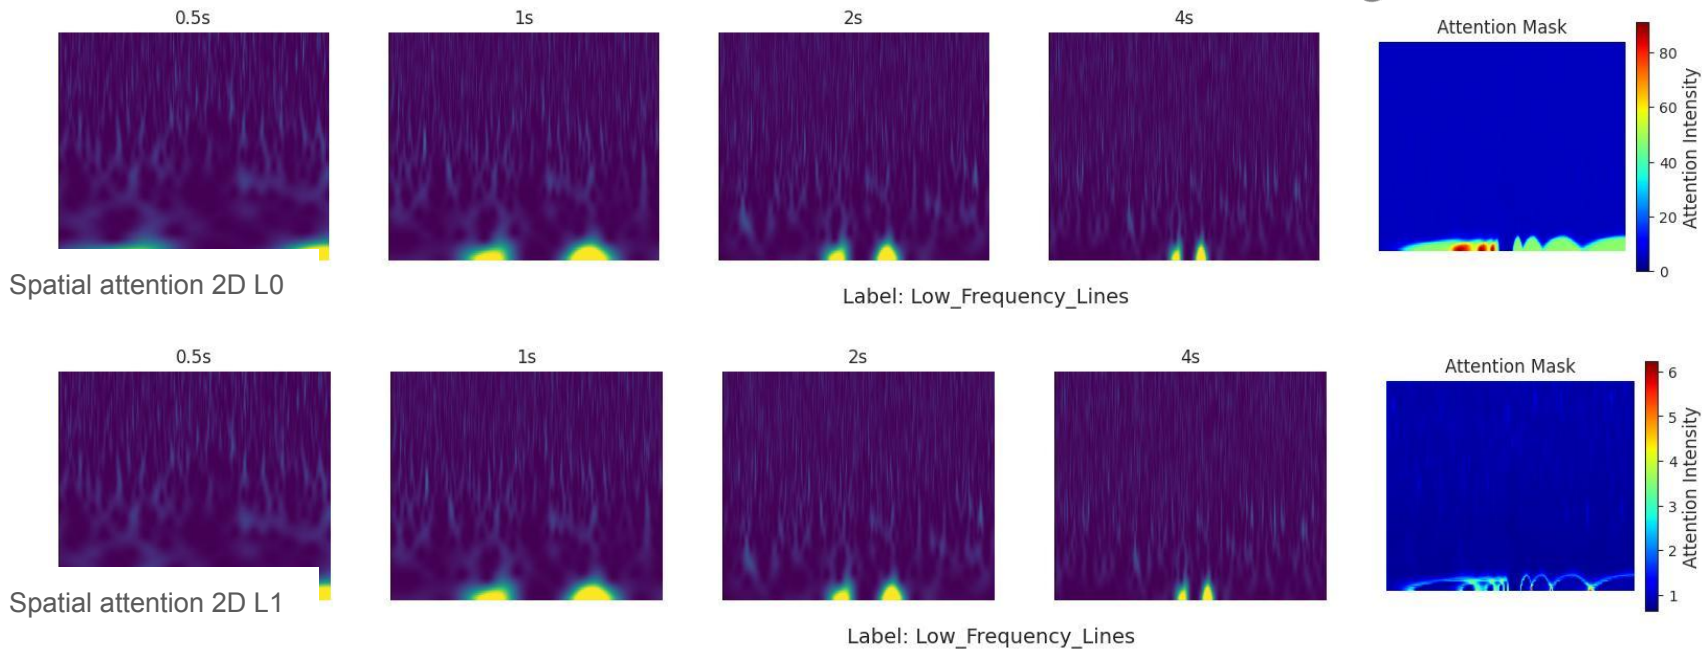 0.5s 1s 2s 4s Attention Mask
80
60
40
20
0
Attention Intensity
Spatial attention 2D L0
Label: Low_Frequency_Lines
0.5s 1s 2s 4s Attention Mask
6
5
4
3
2
1
Attention Intensity
Spatial attention 2D L1
Label: Low_Frequency_Lines